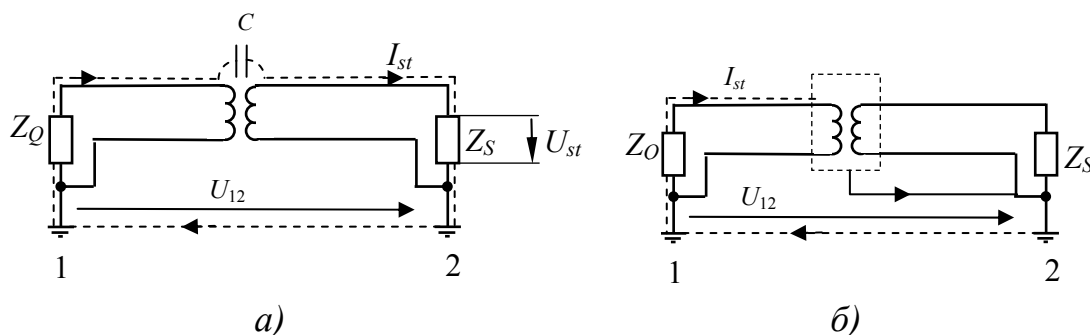 C
I_st
Z_Q
Z_S
U_st
U_12
1
2
а)
I_st
Z_O
Z_S
U_12
1
2
б)